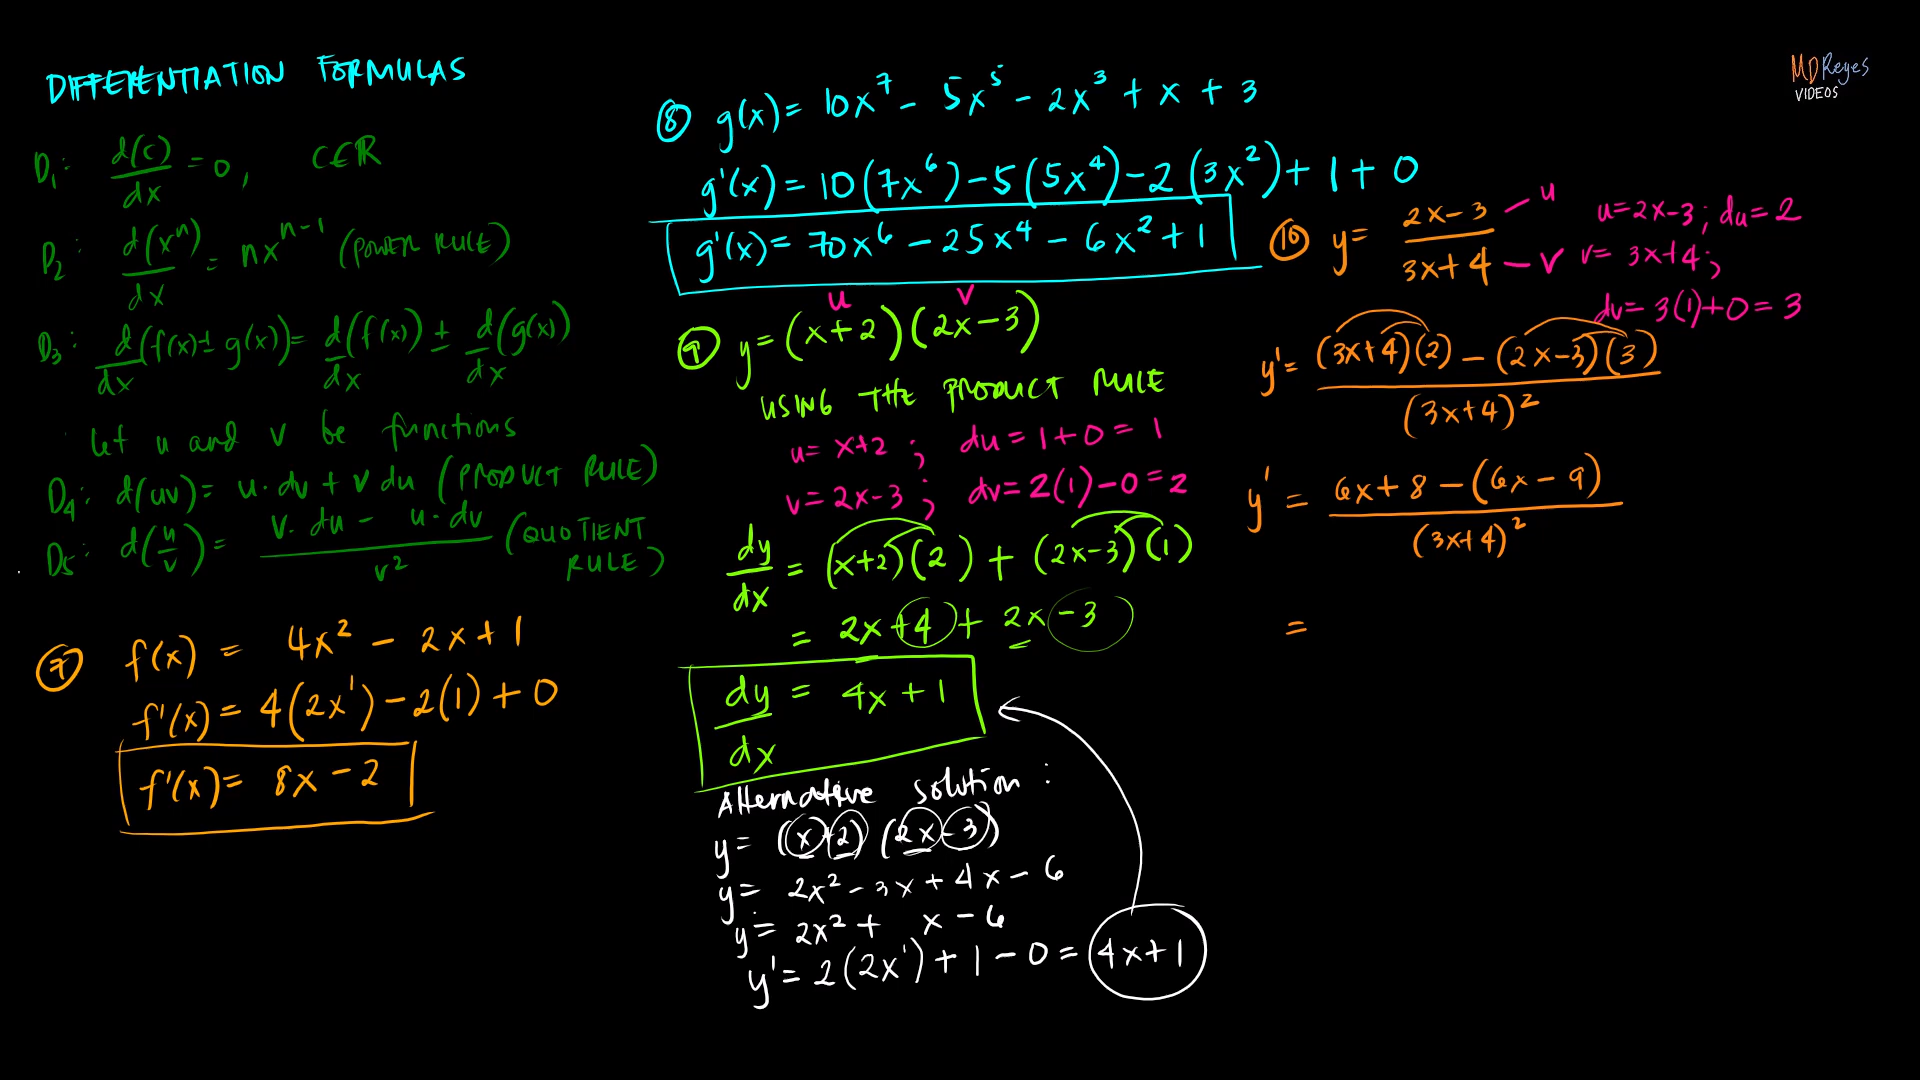 DIFFERENTIATION FORMULAS
D₁: d(c)/dx = 0, C∈R
D₂: d(xⁿ)/dx = nxⁿ⁻¹ (POWER RULE)
D₃: d/dx (f(x) ± g(x)) = d/dx (f(x)) ± d/dx (g(x))
let u and v be functions
D₄: d(uv) = u·dv + v du (PRODUCT RULE)
D₅: d(u/v) = (v·du − u·dv)/v² (QUOTIENT RULE)
⑦ f(x) = 4x² − 2x + 1
f'(x) = 4(2x¹) − 2(1) + 0
f'(x) = 8x − 2
⑧ g(x) = 10x⁷ − 5x⁵ − 2x³ + x + 3
g'(x) = 10(7x⁶) − 5(5x⁴) − 2(3x²) + 1 + 0
g'(x) = 70x⁶ − 25x⁴ − 6x² + 1
u v
⑨ y = (x+2)(2x−3)
USING THE PRODUCT RULE
u = x+2 ; du = 1+0 = 1
v = 2x−3 ; dv = 2(1)−0 = 2
dy/dx = (x+2)(2) + (2x−3)(1)
= 2x+4 + 2x −3
dy/dx = 4x + 1
Alternative solution :
y = (x+2)(2x−3)
y = 2x² − 3x + 4x − 6
y = 2x² + x − 6
y' = 2(2x¹) + 1 − 0 = 4x+1
⑩ y = (2x−3)/(3x+4)
— u
— v
u = 2x−3 ; du = 2
v = 3x+4 ;
dv = 3(1)+0 = 3
y' = ((3x+4)(2) − (2x−3)(3))/(3x+4)²
y' = (6x+8 − (6x−9))/(3x+4)²
=
MDReyes
VIDEOS